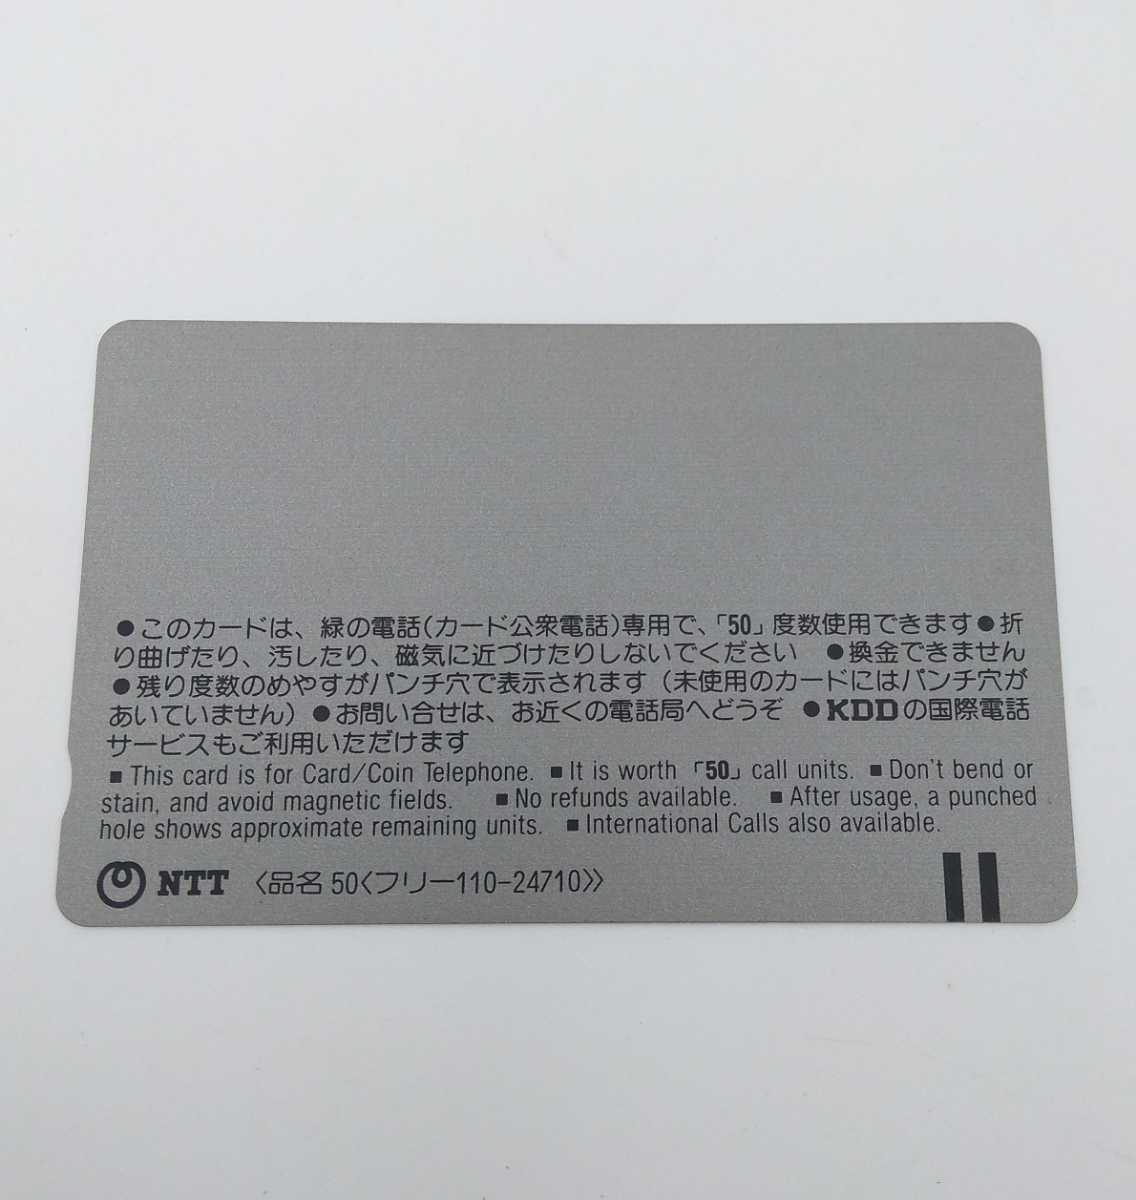 ●このカードは、緑の電話(カード公衆電話)専用で、「50」度数使用できます●折
り曲げたり、汚したり、磁気に近づけたりしないでください ●換金できません
●残り度数のめやすがパンチ穴で表示されます(未使用のカードにはパンチ穴が
あいていません)●お問い合せは、お近くの電話局へどうぞ ●KDDの国際電話
サービスもご利用いただけます
■This card is for Card/Coin Telephone. ■It is worth「50」call units. ■Don't bend or
stain, and avoid magnetic fields. ■No refunds available. ■After usage, a punched
hole shows approximate remaining units. ■International Calls also available.
NTT 〈品名 50〈フリー110-24710〉〉